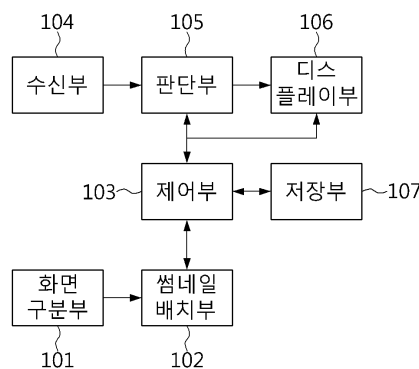 104
105
106
수신부
판단부
디스
플레이부
103
제어부
저장부
107
화면
구분부
썸네일
배치부
101
102